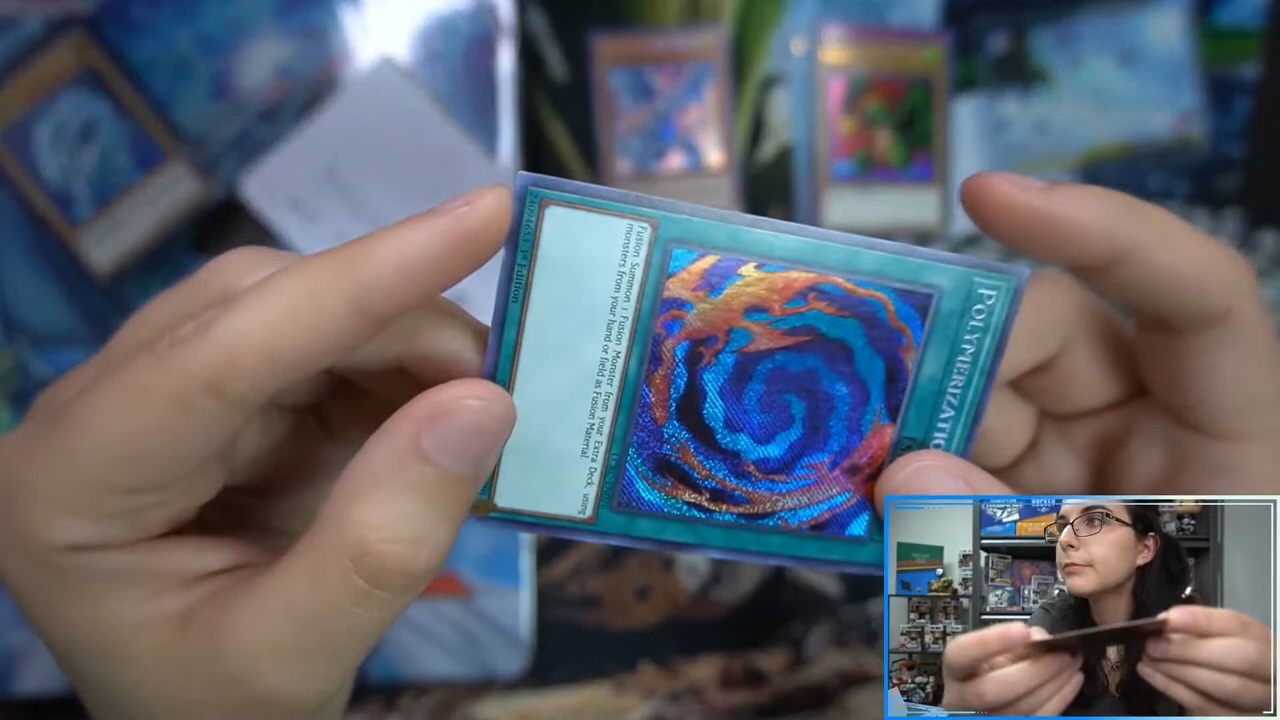 POLYMERIZATIO
Fusion Summon 1 Fusion Monster from your Extra Deck, using
monsters from your hand or field as Fusion Material.
1st Edition